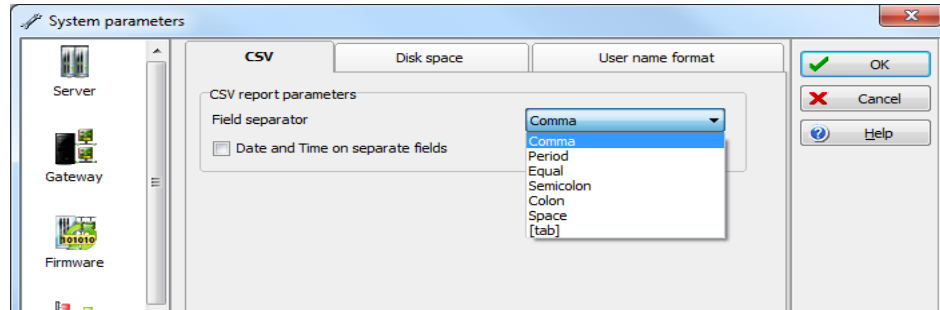 System parameters
Server
Gateway
Firmware
CSV
Disk space
User name format
CSV report parameters
Field separator
Comma
Date and Time on separate fields
Comma
Period
Equal
Semicolon
Colon
Space
[tab]
OK
Cancel
Help